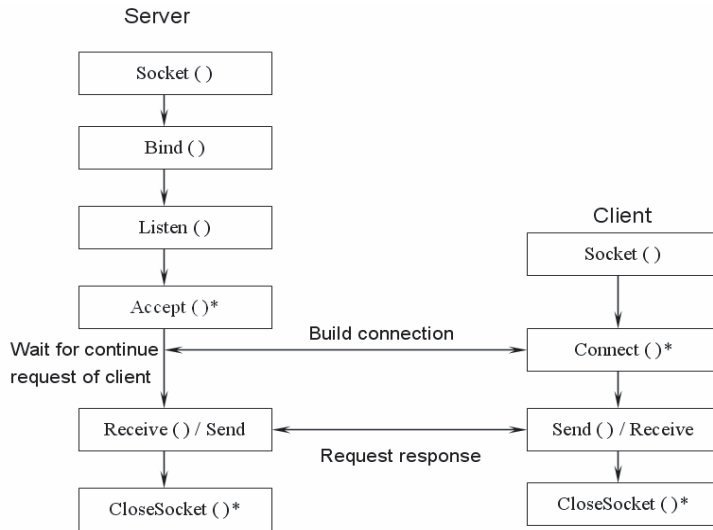 Server
Socket ( )
Bind ( )
Listen ( )
Accept ( )*
Wait for continue
request of client
Receive ( ) / Send
CloseSocket ( )*
Build connection
Request response
Client
Socket ( )
Connect ( )*
Send ( ) / Receive
CloseSocket ( )*